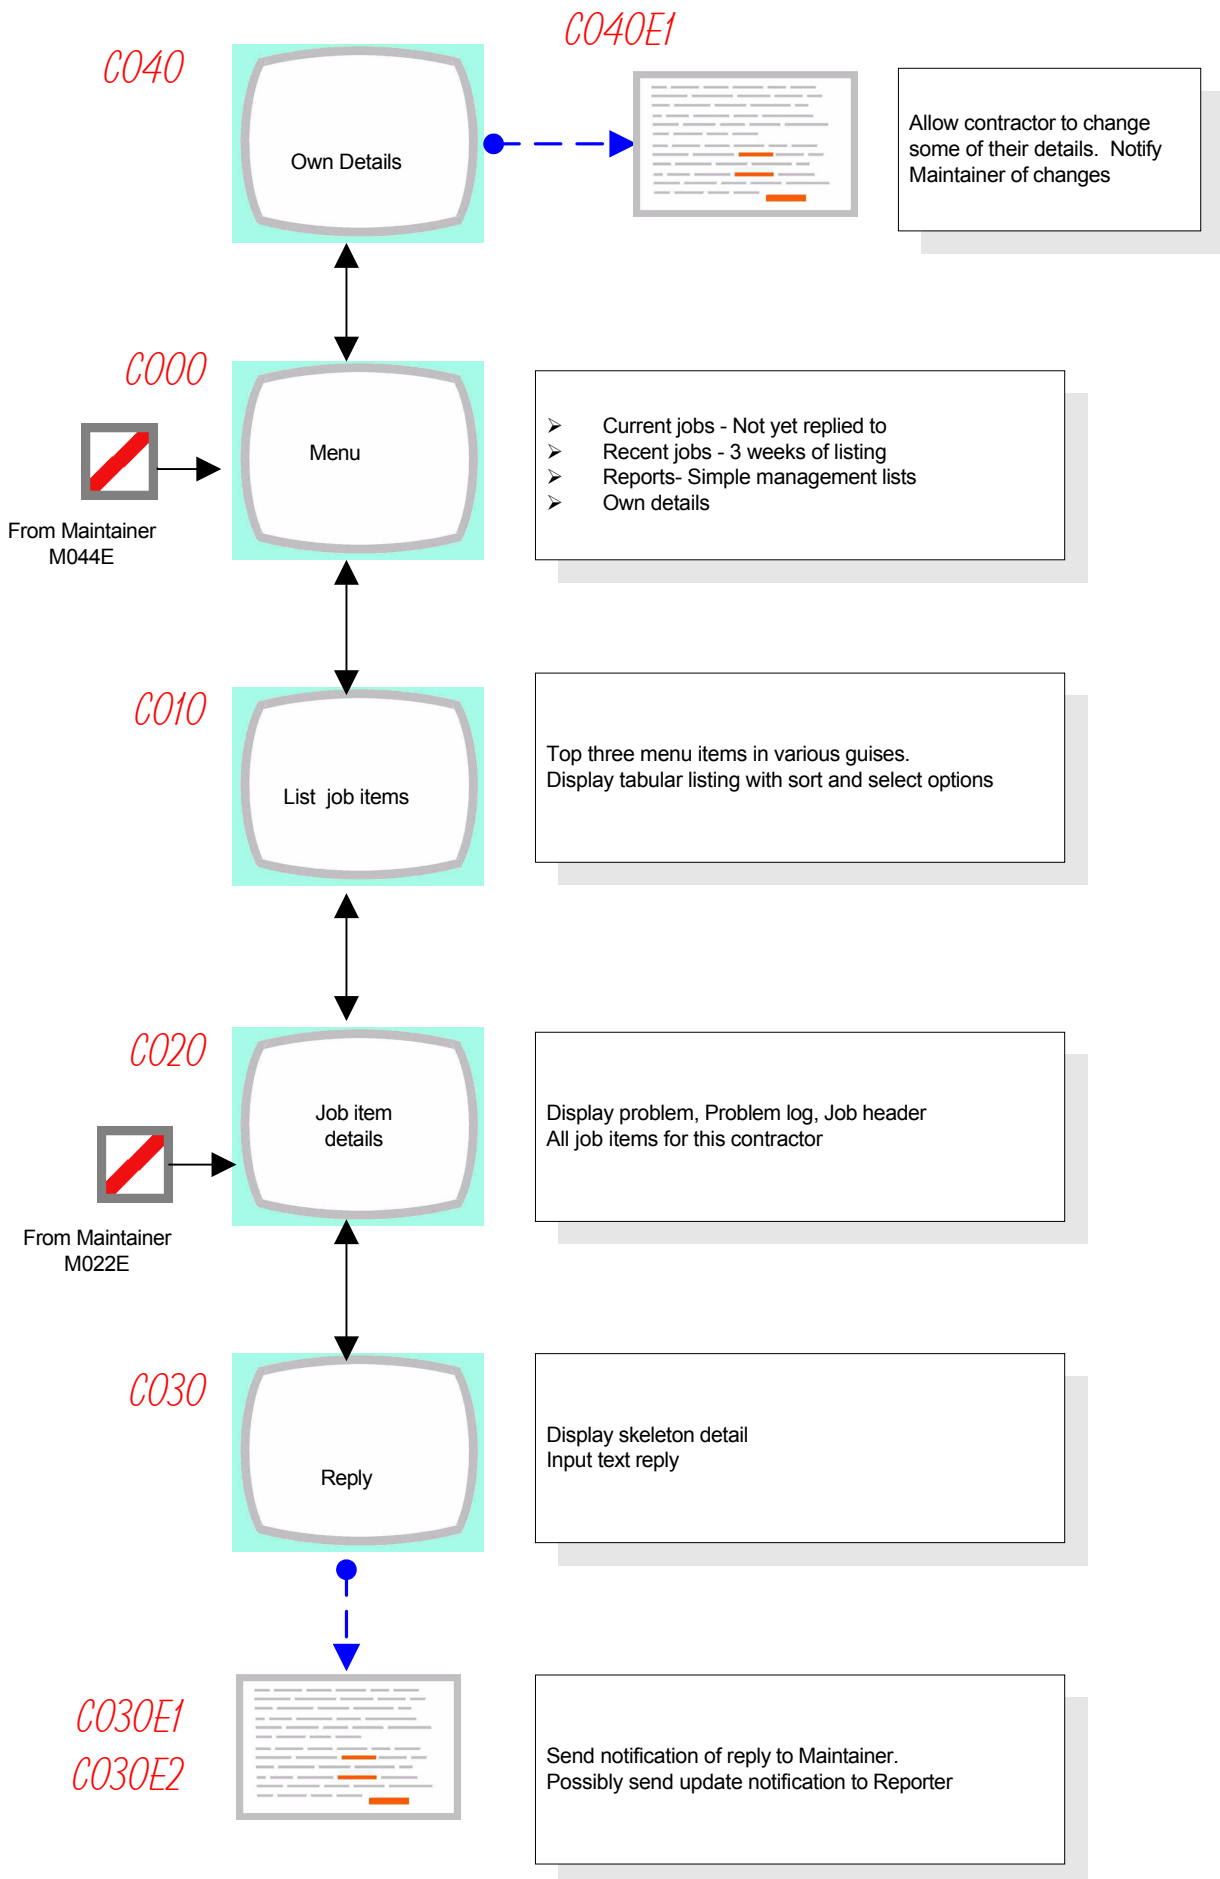 C040E1
C040
Own Details
Allow contractor to change
some of their details.  Notify
Maintainer of changes
C000
Menu
From Maintainer
M044E
➢ Current jobs - Not yet replied to
➢ Recent jobs - 3 weeks of listing
➢ Reports- Simple management lists
➢ Own details
C010
List  job items
Top three menu items in various guises.
Display tabular listing with sort and select options
C020
Job item
details
From Maintainer
M022E
Display problem, Problem log, Job header
All job items for this contractor
C030
Reply
Display skeleton detail
Input text reply
C030E1
C030E2
Send notification of reply to Maintainer.
Possibly send update notification to Reporter